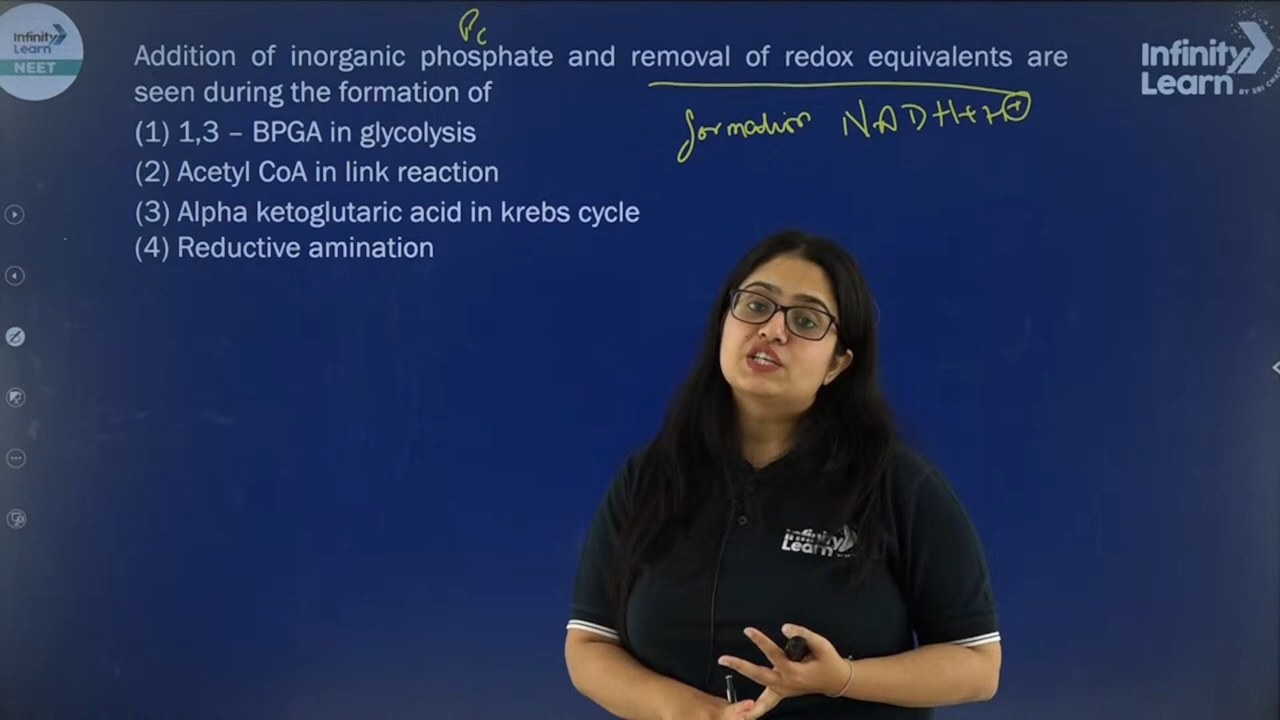 Infinity
Learn
NEET
Pi
Addition of inorganic phosphate and removal of redox equivalents are
seen during the formation of
formation NADH+H+
(1) 1,3 – BPGA in glycolysis
(2) Acetyl CoA in link reaction
(3) Alpha ketoglutaric acid in krebs cycle
(4) Reductive amination
Infinity
Learn
Infinity
Learn